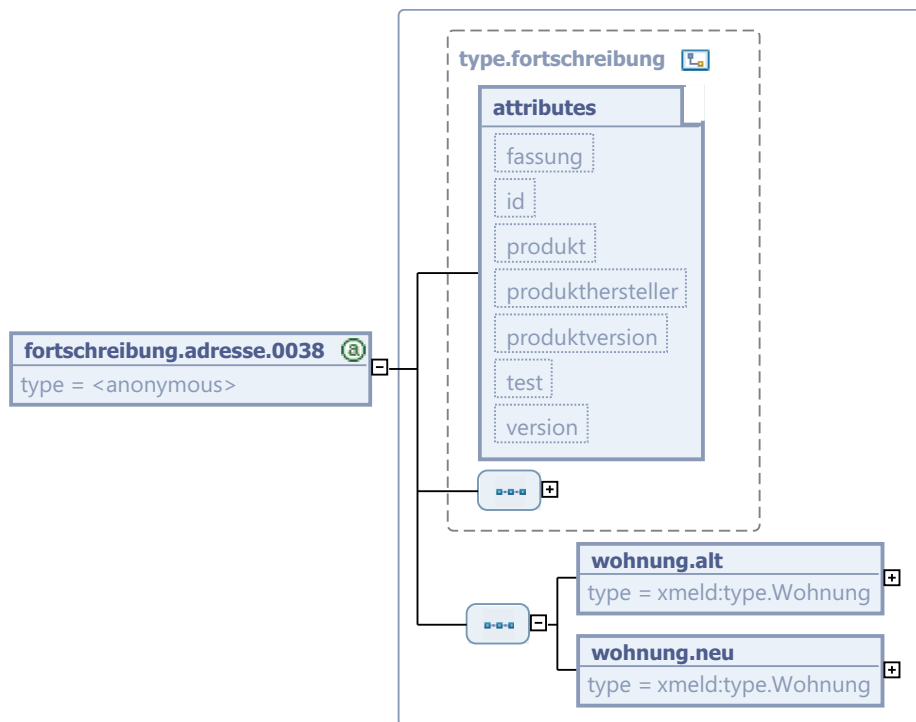 type.fortschreibung
attributes
fassung
id
produkt
produkthersteller
produktversion
test
version
fortschreibung.adresse.0038 a
type = <anonymous>
wohnung.alt
type = xmeld:type.Wohnung
wohnung.neu
type = xmeld:type.Wohnung